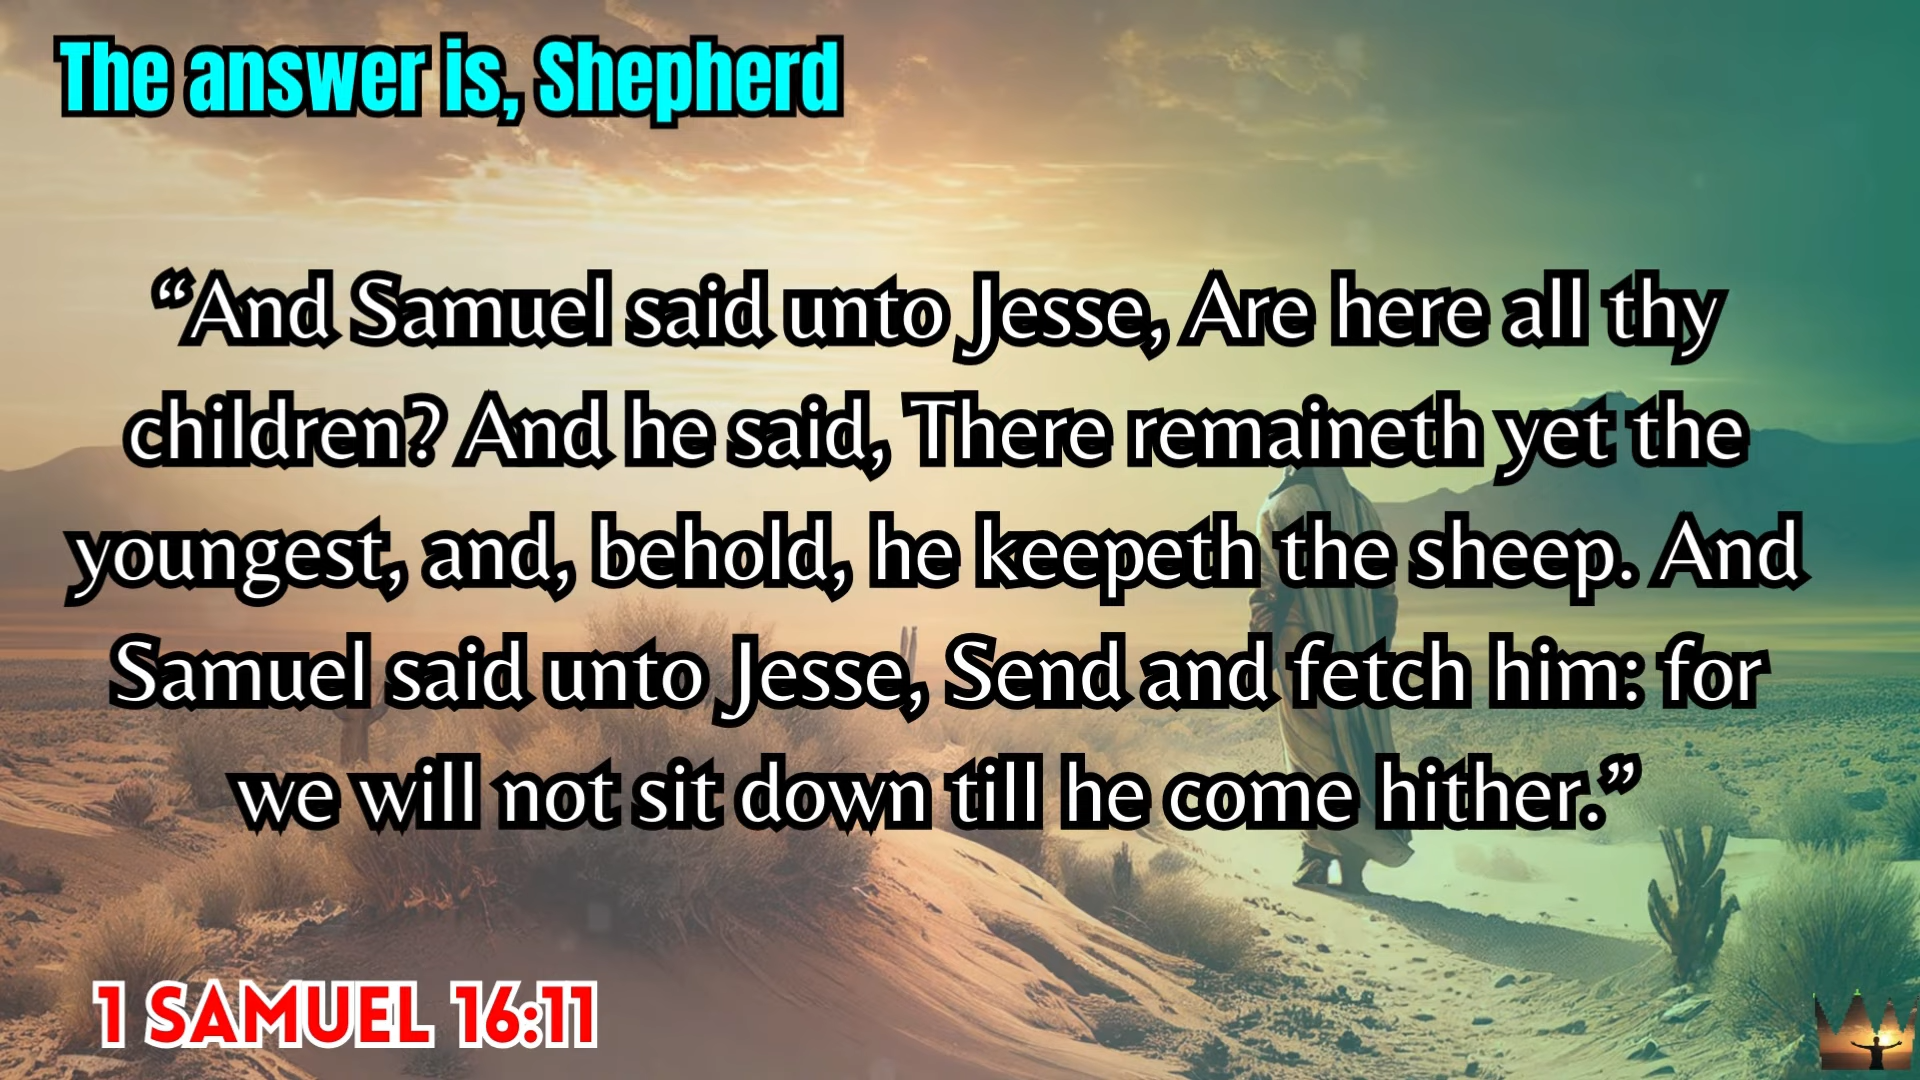 The answer is, Shepherd
“And Samuel said unto Jesse, Are here all thy
children? And he said, There remaineth yet the
youngest, and, behold, he keepeth the sheep. And
Samuel said unto Jesse, Send and fetch him: for
we will not sit down till he come hither.”
1 SAMUEL 16:11